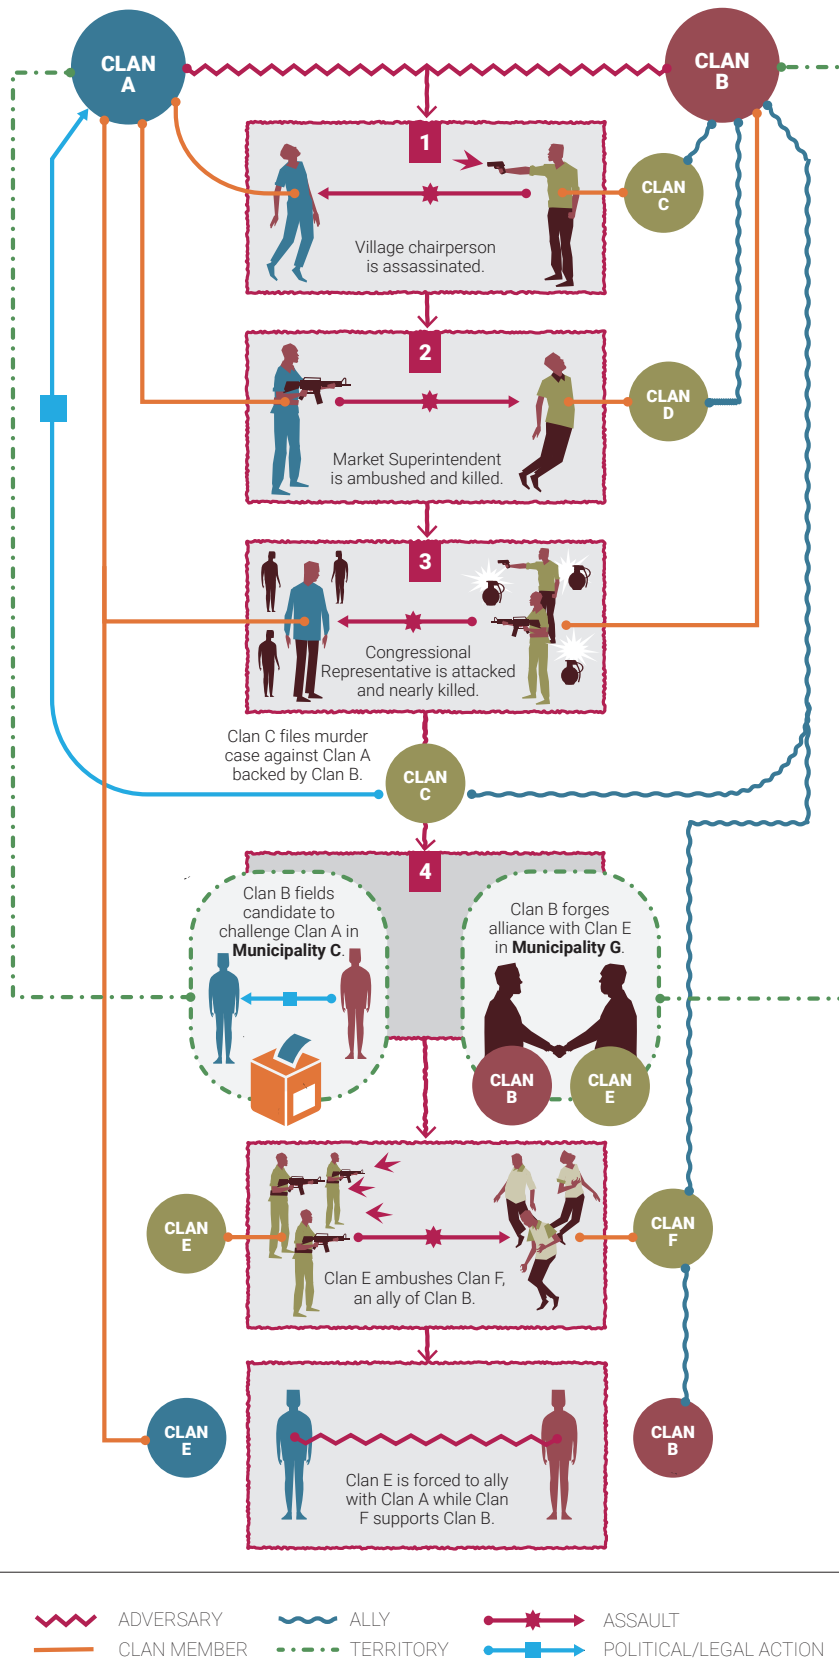 CLAN
A
CLAN
B
1
CLAN
C
Village chairperson
is assassinated.
2
CLAN
D
Market Superintendent
is ambushed and killed.
3
Congressional
Representative is attacked
and nearly killed.
Clan C files murder
case against Clan A
backed by Clan B.
CLAN
C
4
Clan B fields
candidate to
challenge Clan A in
Municipality C.
Clan B forges
alliance with Clan E
in Municipality G.
CLAN
B
CLAN
E
CLAN
E
CLAN
F
Clan E ambushes Clan F,
an ally of Clan B.
CLAN
E
CLAN
B
Clan E is forced to ally
with Clan A while Clan
F supports Clan B.
ADVERSARY
ALLY
ASSAULT
CLAN MEMBER
TERRITORY
POLITICAL/LEGAL ACTION